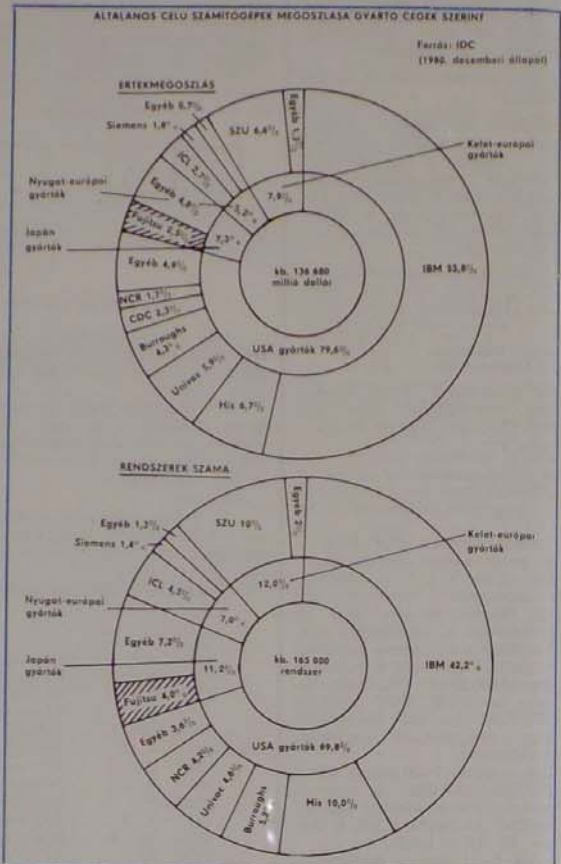 ÁLTALÁNOS CÉLÚ SZÁMÍTÓGÉPEK MEGOSZLÁSA GYÁRTÓ CÉGEK SZERINT
Forrás: IDC
(1980. decemberi állapot)
ÉRTÉKMEGOSZLÁS
Egyéb 0,7%
Siemens 1,8%
ICL 2,7%
SZU 6,6%
Egyéb 1,3%
Kelet-európai
gyártók
7,9%
Nyugat-európai
gyártók
5,2%
Egyéb 4,8%
Fujitsu 2,5%
Japán
gyártók
7,3%
Egyéb 4,9%
NCR 1,7%
CDC 2,3%
Burroughs
4,3%
Univac 5,9%
His 6,7%
IBM 53,8%
USA gyártók 79,6%
kb. 136 680
millió dollár
RENDSZEREK SZÁMA
Egyéb 1,3%
Siemens 1,4%
ICL 4,3%
SZU 10%
Egyéb 2%
Kelet-európai
gyártók
12,0%
Nyugat-európai
gyártók
7,0%
Egyéb 7,2%
Japán
gyártók
11,2%
Fujitsu 4,0%
Egyéb 3,6%
NCR 4,2%
Univac 4,6%
Burroughs
5,2%
His 10,0%
IBM 42,2%
USA gyártók 69,8%
kb. 165 000
rendszer